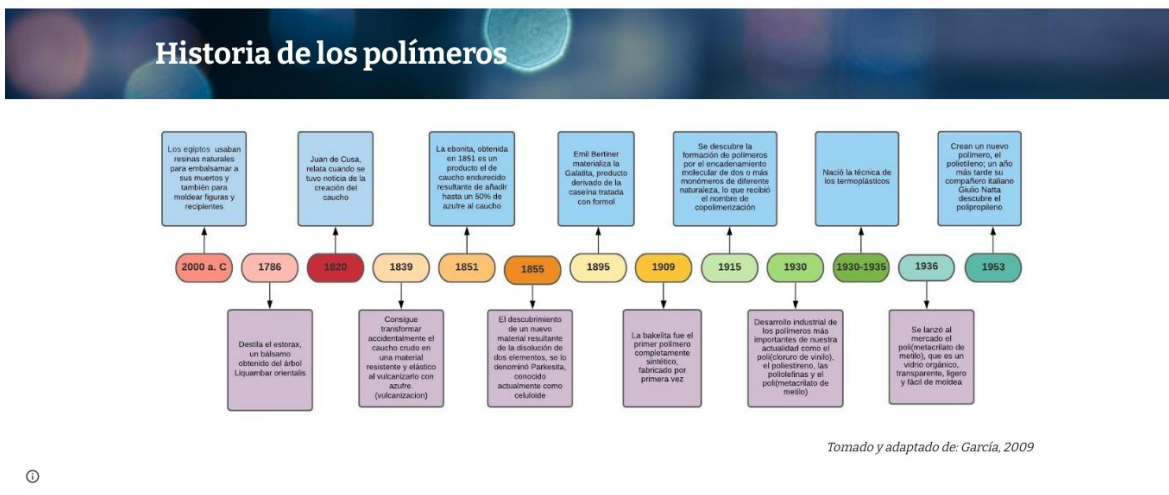 Historia de los polímeros
Los egiptos usaban
resinas naturales
para embalsamar a
sus muertos y
también para
moldear figuras y
recipientes
Juan de Cusa,
relata cuando se
tuvo noticia de la
creación del
caucho
La ebonita, obtenida
en 1851 es un
producto el de
caucho endurecido
resultante de añadir
hasta un 50% de
azufre al caucho
Emil Bertiner
materializa la
Galatita, producto
derivado de la
caseína tratada
con formol
Se descubre la
formación de polímeros
por el encadenamiento
molecular de dos o más
monómeros de diferente
naturaleza, lo que recibió
el nombre de
copolimerización
Nació la técnica de
los termoplásticos
Crean un nuevo
polímero, el
polietileno; un año
más tarde su
compañero italiano
Giulio Natta
descubre el
polipropileno
2000 a. C
1786
1820
1839
1851
1855
1895
1909
1915
1930
1930-1935
1936
1953
Destila el estorax,
un bálsamo
obtenido del árbol
Liquambar orientalis
Consigue
transformar
accidentalmente el
caucho crudo en
una material
resistente y elástico
al vulcanizarlo con
azufre.
(vulcanizacion)
El descubrimiento
de un nuevo
material resultante
de la disolución de
dos elementos, se lo
denominó Parkesita,
conocido
actualmente como
celuloide
La bakelita fue el
primer polímero
completamente
sintético,
fabricado por
primera vez
Desarrollo industrial de
los polímeros más
importantes de nuestra
actualidad como el
poli(cloruro de vinilo),
el poliestireno, las
poliolefinas y el
poli(metacrilato de
metilo)
Se lanzó al
mercado el
poli(metacrilato de
metilo), que es un
vidrio orgánico,
transparente, ligero
y fácil de moldea
Tomado y adaptado de: García, 2009